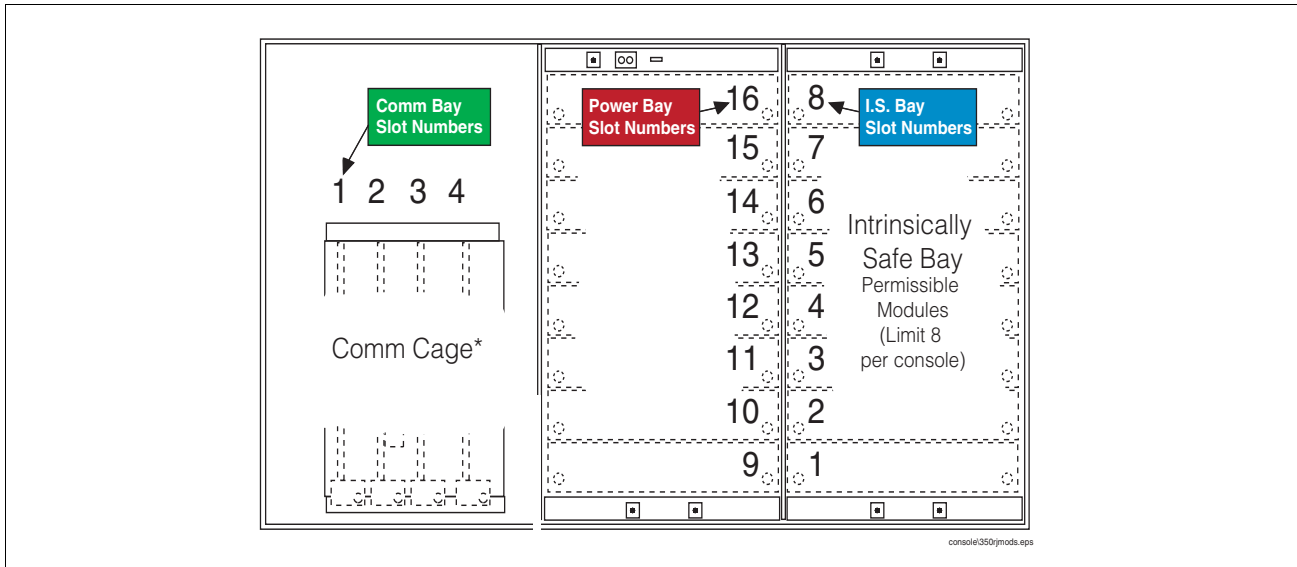 Comm Bay
Slot Numbers
1 2 3 4
Comm Cage*
Power Bay
Slot Numbers
16
15
14
13
12
11
10
9
I.S. Bay
Slot Numbers
8
7
6
5
4
3
2
1
Intrinsically
Safe Bay
Permissible
Modules
(Limit 8
per console)
console\350rjmods.eps